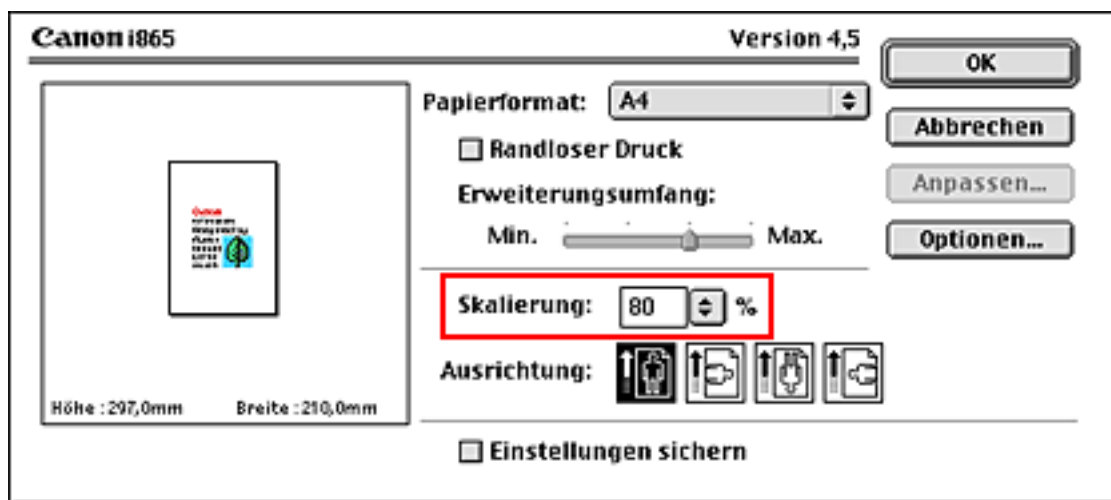 Canon i865
Version 4,5
OK
Papierformat: A4
Abbrechen
Randloser Druck
Anpassen...
Erweiterungsumfang:
Min. Max.
Optionen...
Skalierung: 80 %
Ausrichtung:
Höhe : 297,0mm Breite : 210,0mm
Einstellungen sichern